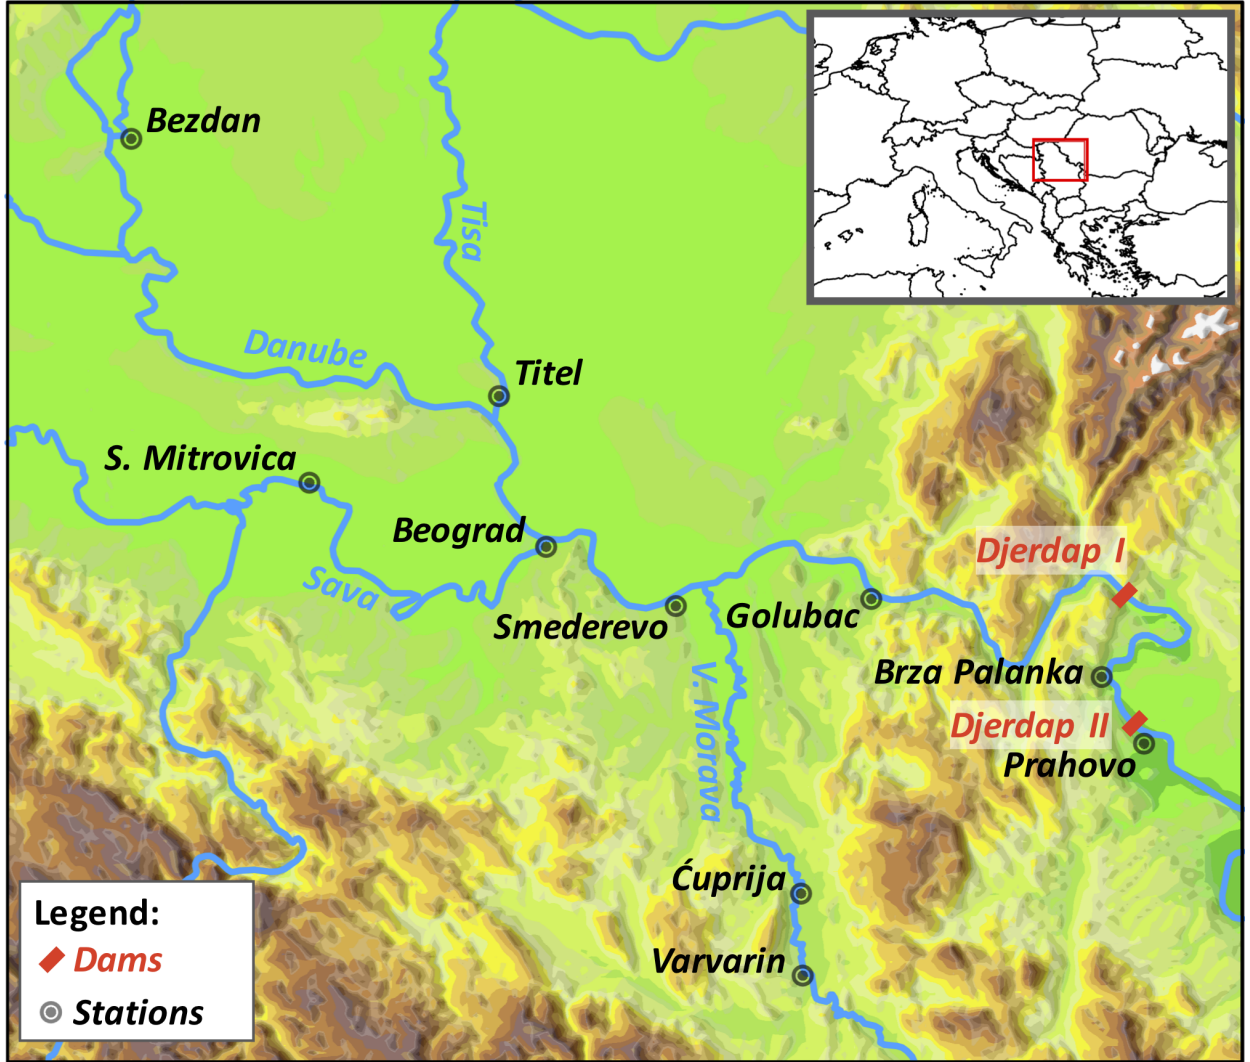 Bezdan
Tisa
Danube
Titel
S. Mitrovica
Beograd
Sava
Djerdap I
Smederevo
Golubac
Brza Palanka
V. Morava
Djerdap II
Prahovo
Ćuprija
Varvarin
Legend:
Dams
Stations